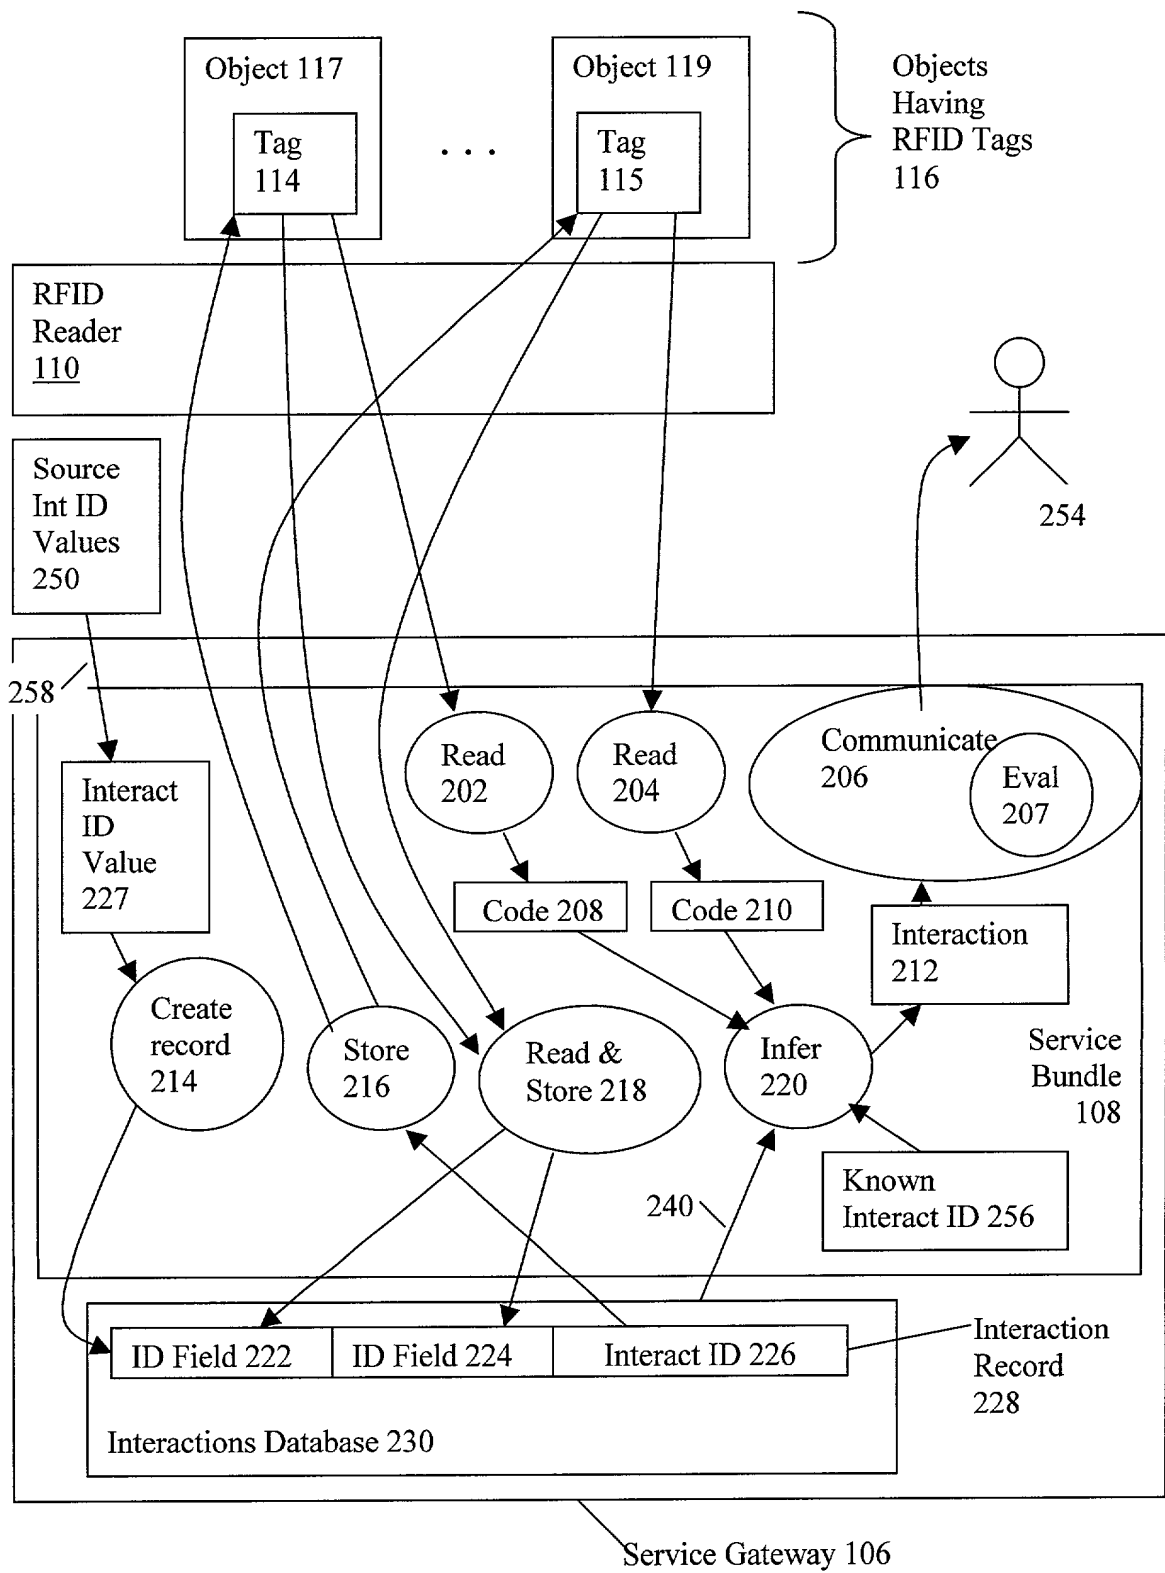 Object 117
Tag
114
. . .
Object 119
Tag
115
Objects
Having
RFID Tags
116
RFID
Reader
110
Source
Int ID
Values
250
254
258
Interact
ID
Value
227
Read
202
Read
204
Communicate
206
Eval
207
Code 208
Code 210
Interaction
212
Create
record
214
Store
216
Read &
Store 218
Infer
220
Service
Bundle
108
Known
Interact ID 256
240
ID Field 222
ID Field 224
Interact ID 226
Interaction
Record
228
Interactions Database 230
Service Gateway 106